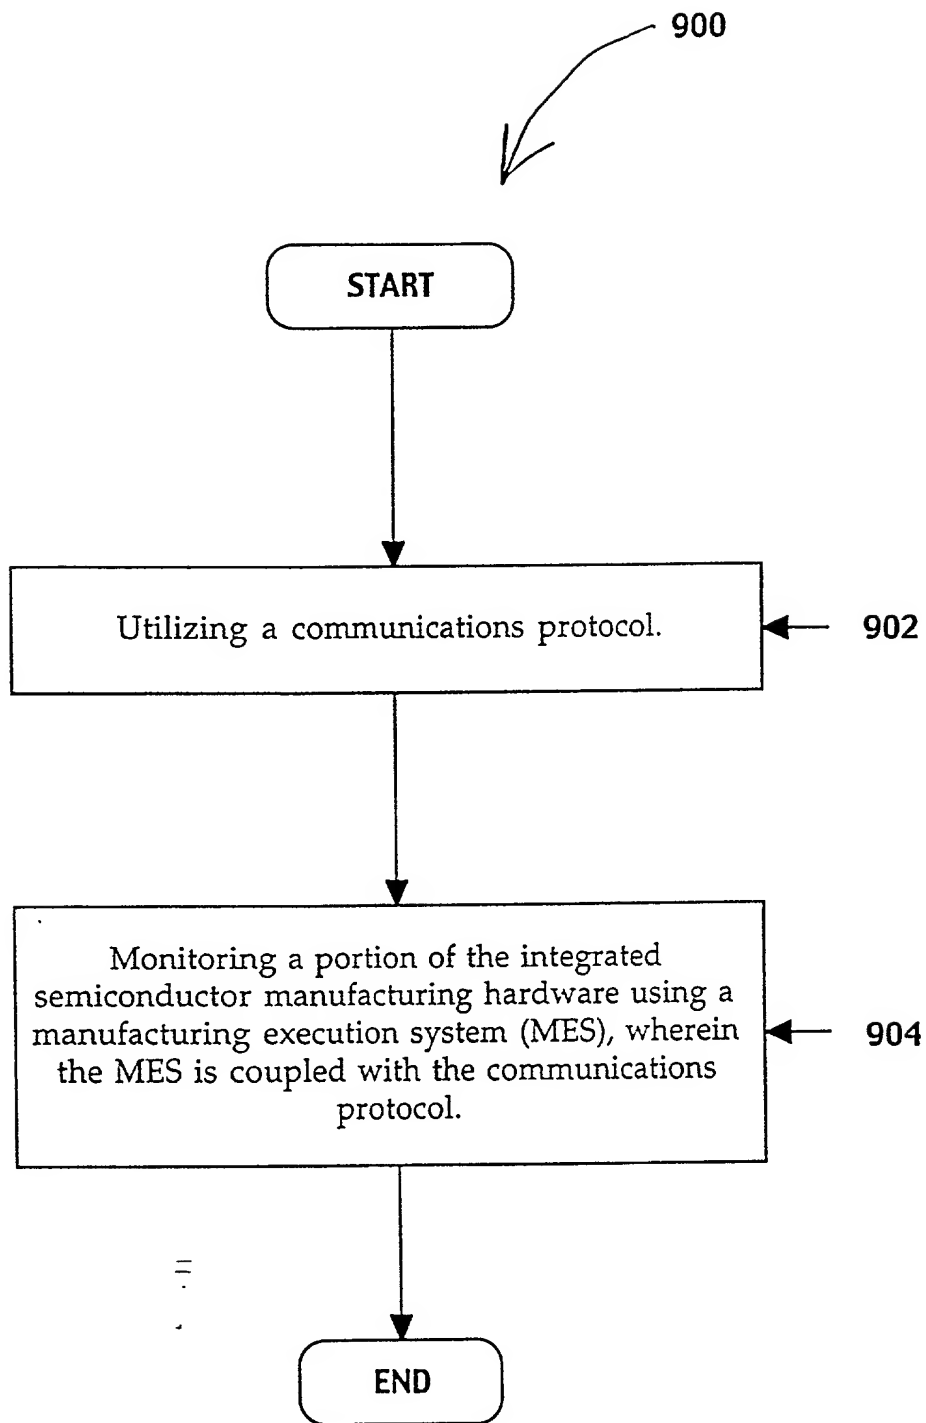 900
START
Utilizing a communications protocol.
902
Monitoring a portion of the integrated
semiconductor manufacturing hardware using a
manufacturing execution system (MES), wherein
the MES is coupled with the communications
protocol.
904
END